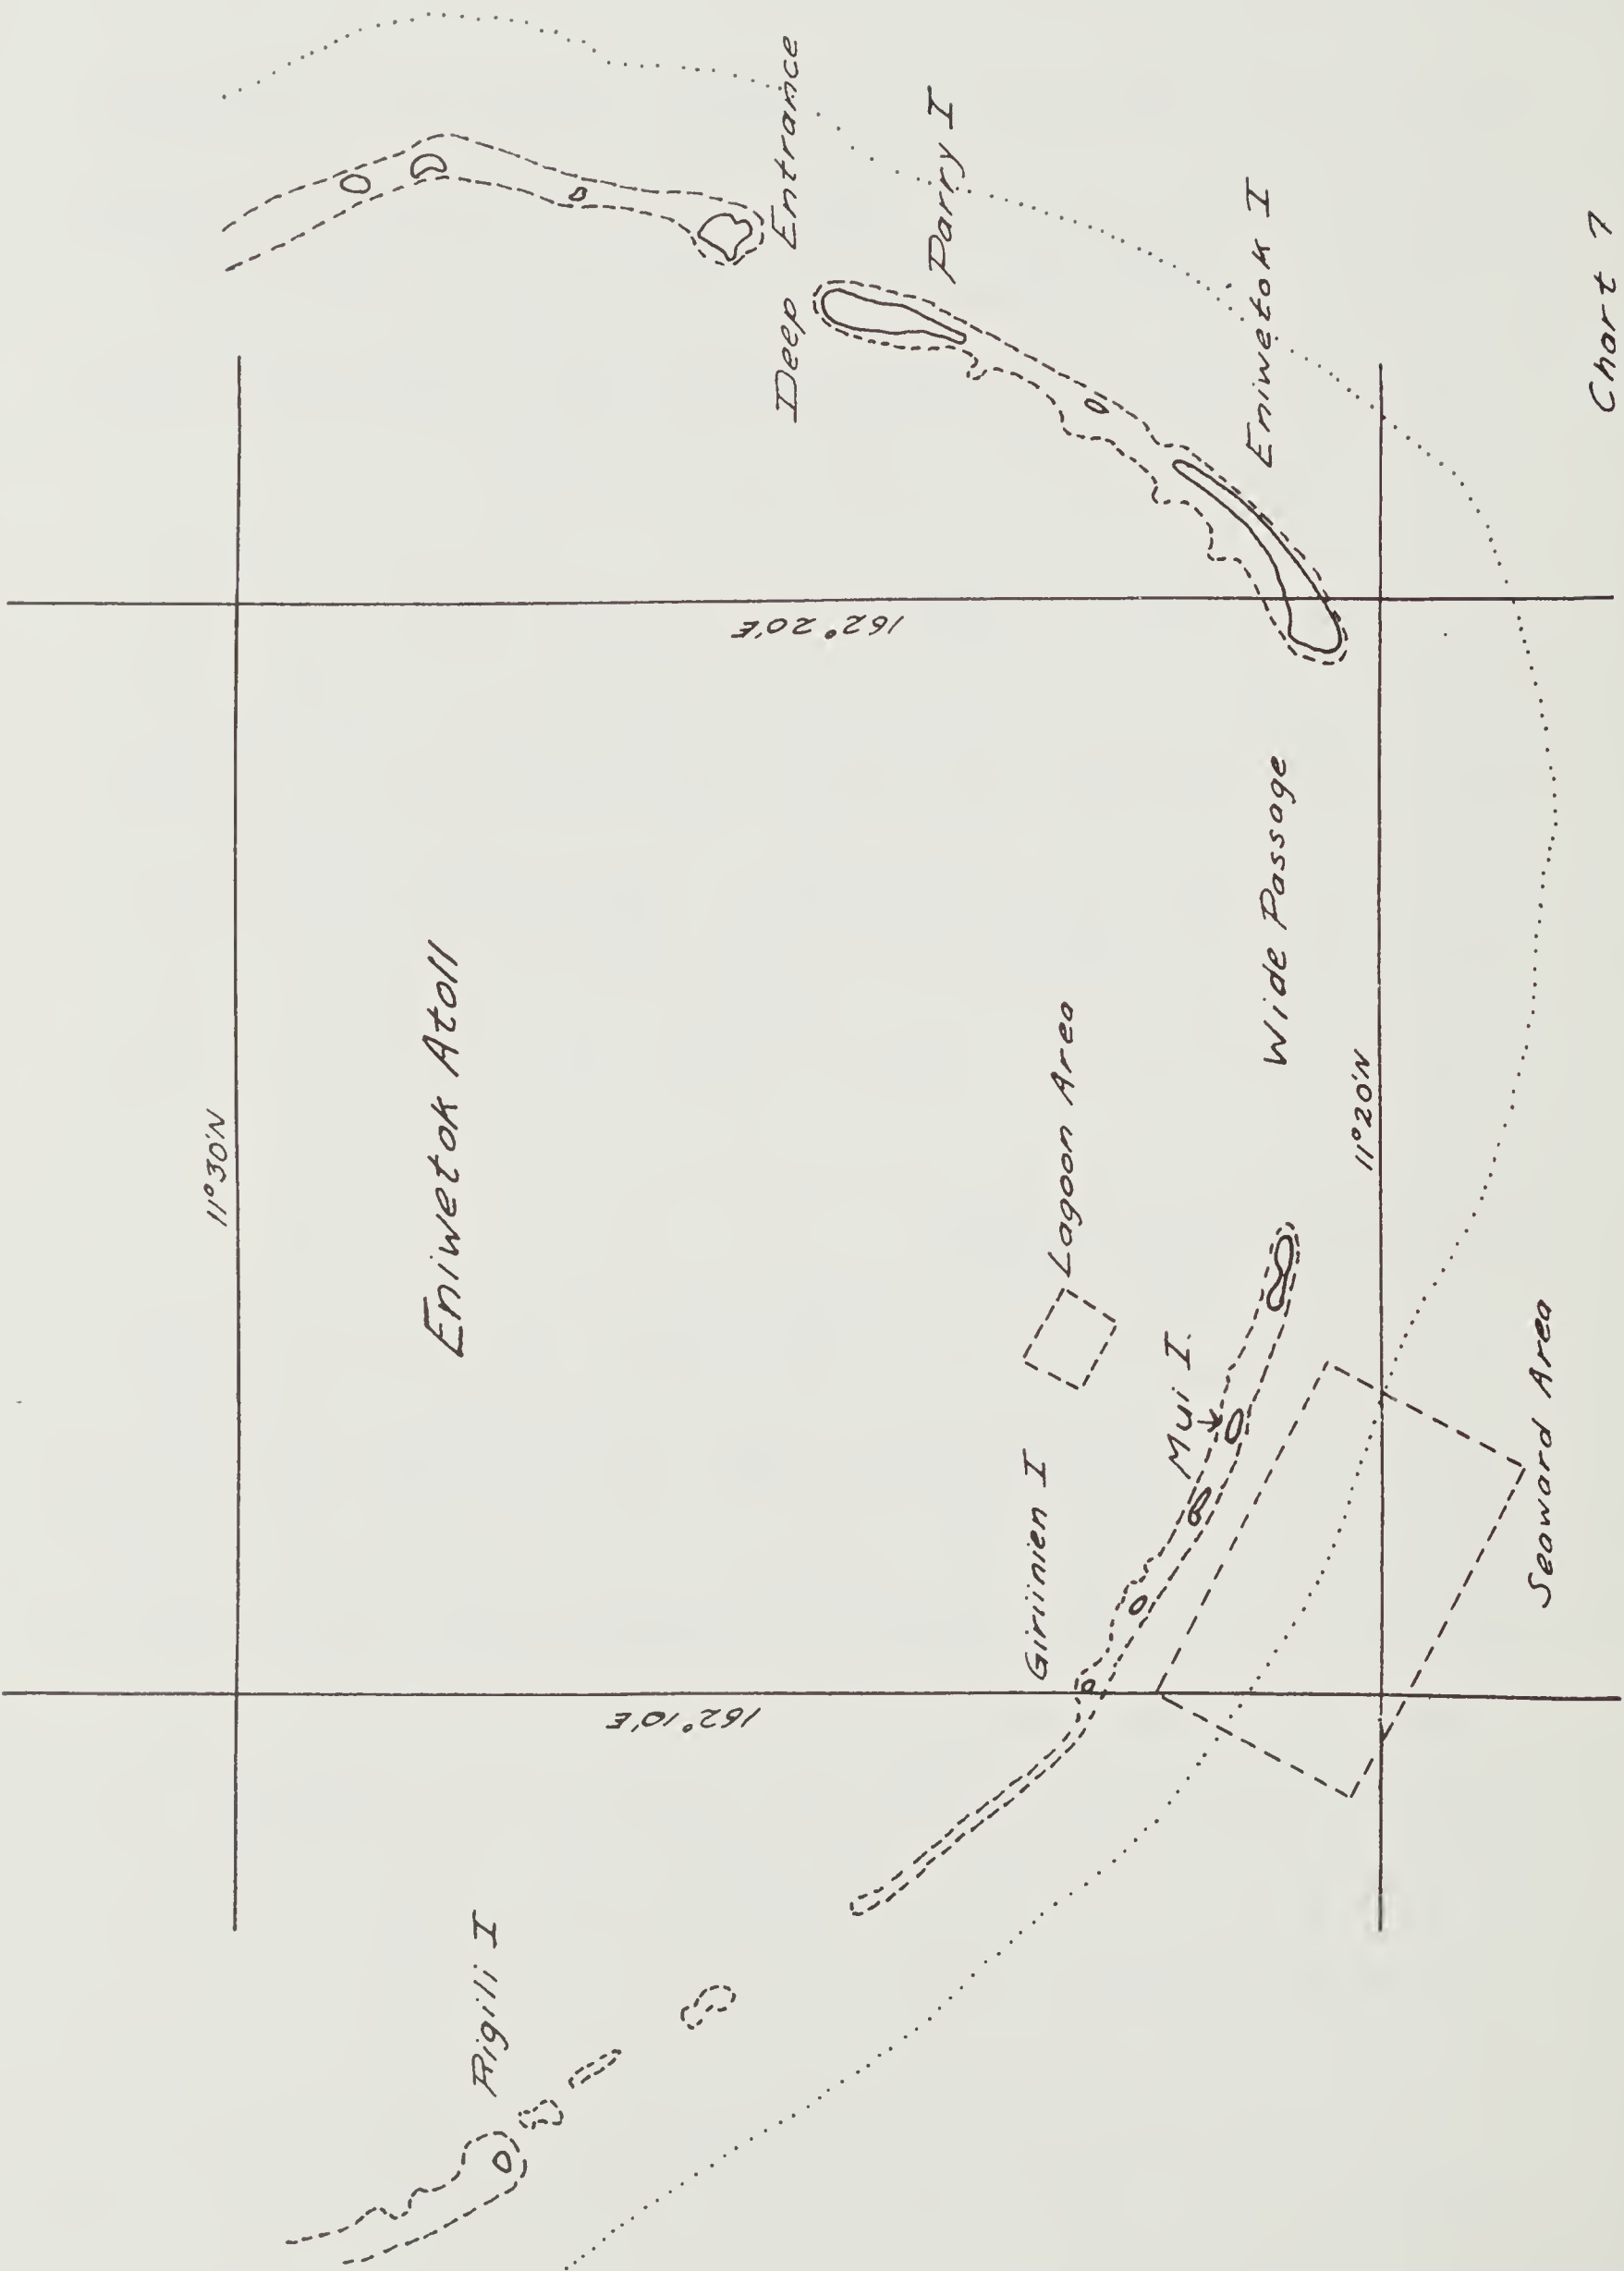 11°30'N
Eniwetok Atoll
Rigili I
Deep Entrance
Parry I
162° 20'E
162° 10'E
Giriinien I
Lagoon Area
Mui I.
Eniwetok I
Wide Passage
11°20'N
Seaward Area
Chart 7